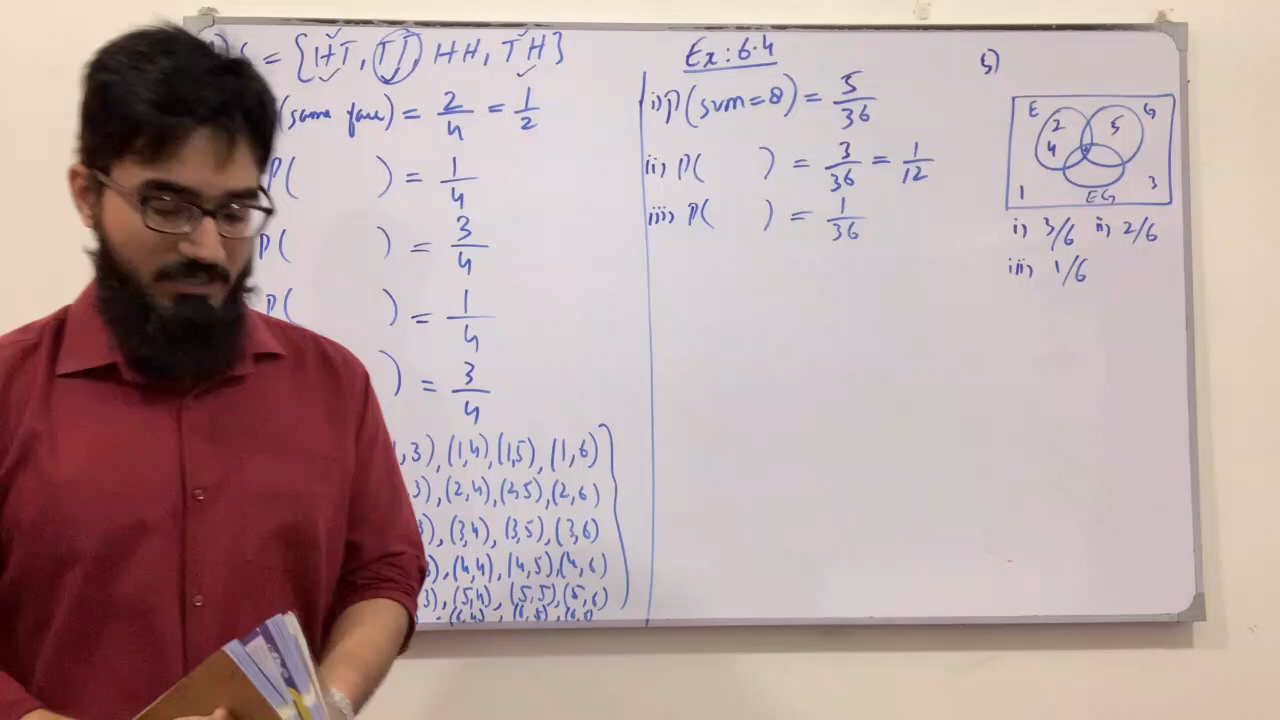 = {HT, TT, HH, TH}
(same face) = 2/4 = 1/2
P( ) = 1/4
P( ) = 3/4
P( ) = 1/4
) = 3/4
,3), (1,4), (1,5), (1,6)
3), (2,4), (2,5), (2,6)
), (3,4), (3,5), (3,6)
), (4,4), (4,5), (4,6)
3), (5,4), (5,5), (5,6)
Ex: 6.4
i) P(sum=8) = 5/36
ii) P( ) = 3/36 = 1/12
iii) P( ) = 1/36
5)
E G
2 5
4
1 3
EG
i) 3/6 ii) 2/6
iii) 1/6